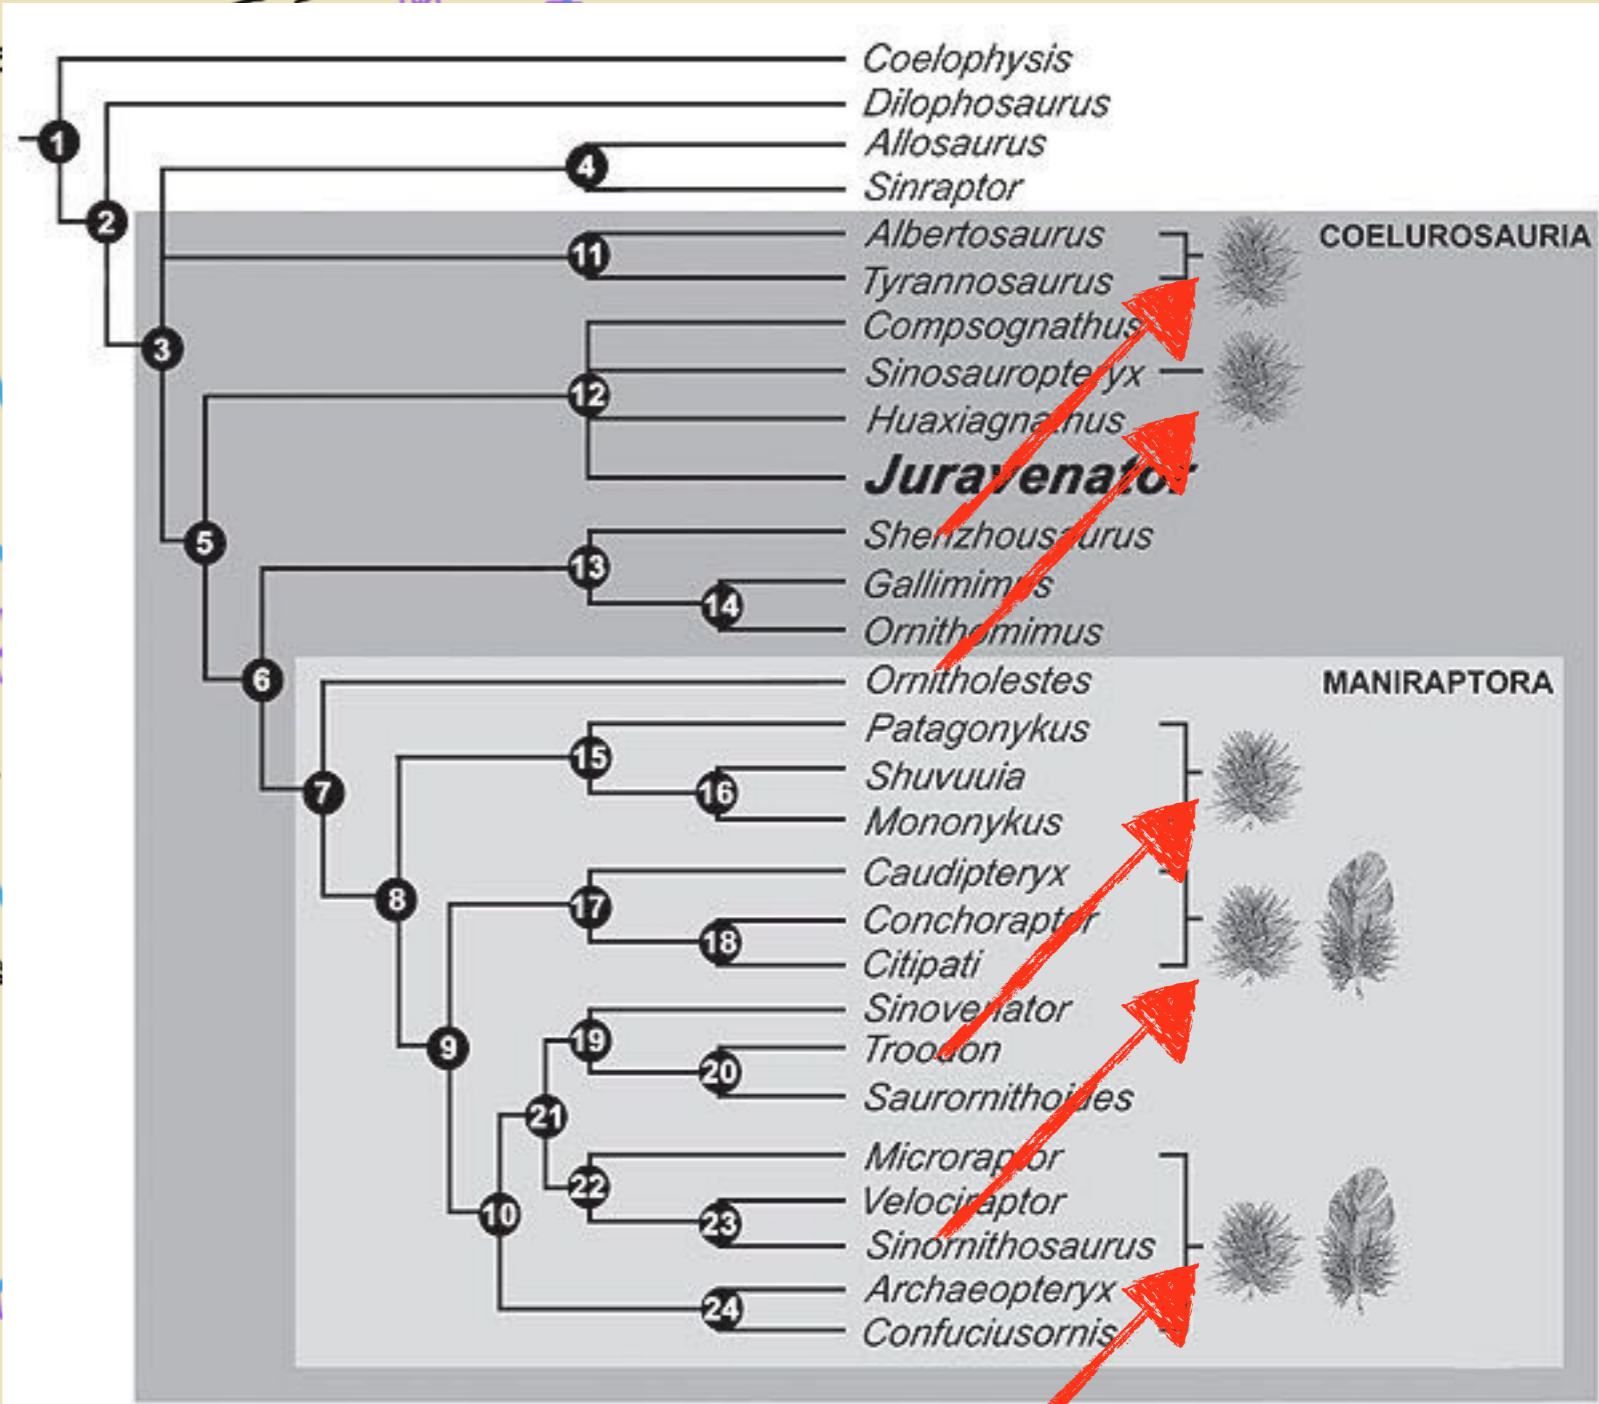 Coelophysis
Dilophosaurus
Allosaurus
Sinraptor
Albertosaurus
COELUROSAURIA
Tyrannosaurus
Compsognathus
Sinosauropteryx
Huaxiagnathus
Juravenator
Shenzhousaurus
Gallimimus
Ornithomimus
Ornitholestes
MANIRAPTORA
Patagonykus
Shuvuuia
Mononykus
Caudipteryx
Conchoraptor
Citipati
Sinovenator
Troodon
Saurornithoides
Microraptor
Velociraptor
Sinornithosaurus
Archaeopteryx
Confuciusornis
1
2
3
4
5
6
7
8
9
10
11
12
13
14
15
16
17
18
19
20
21
22
23
24